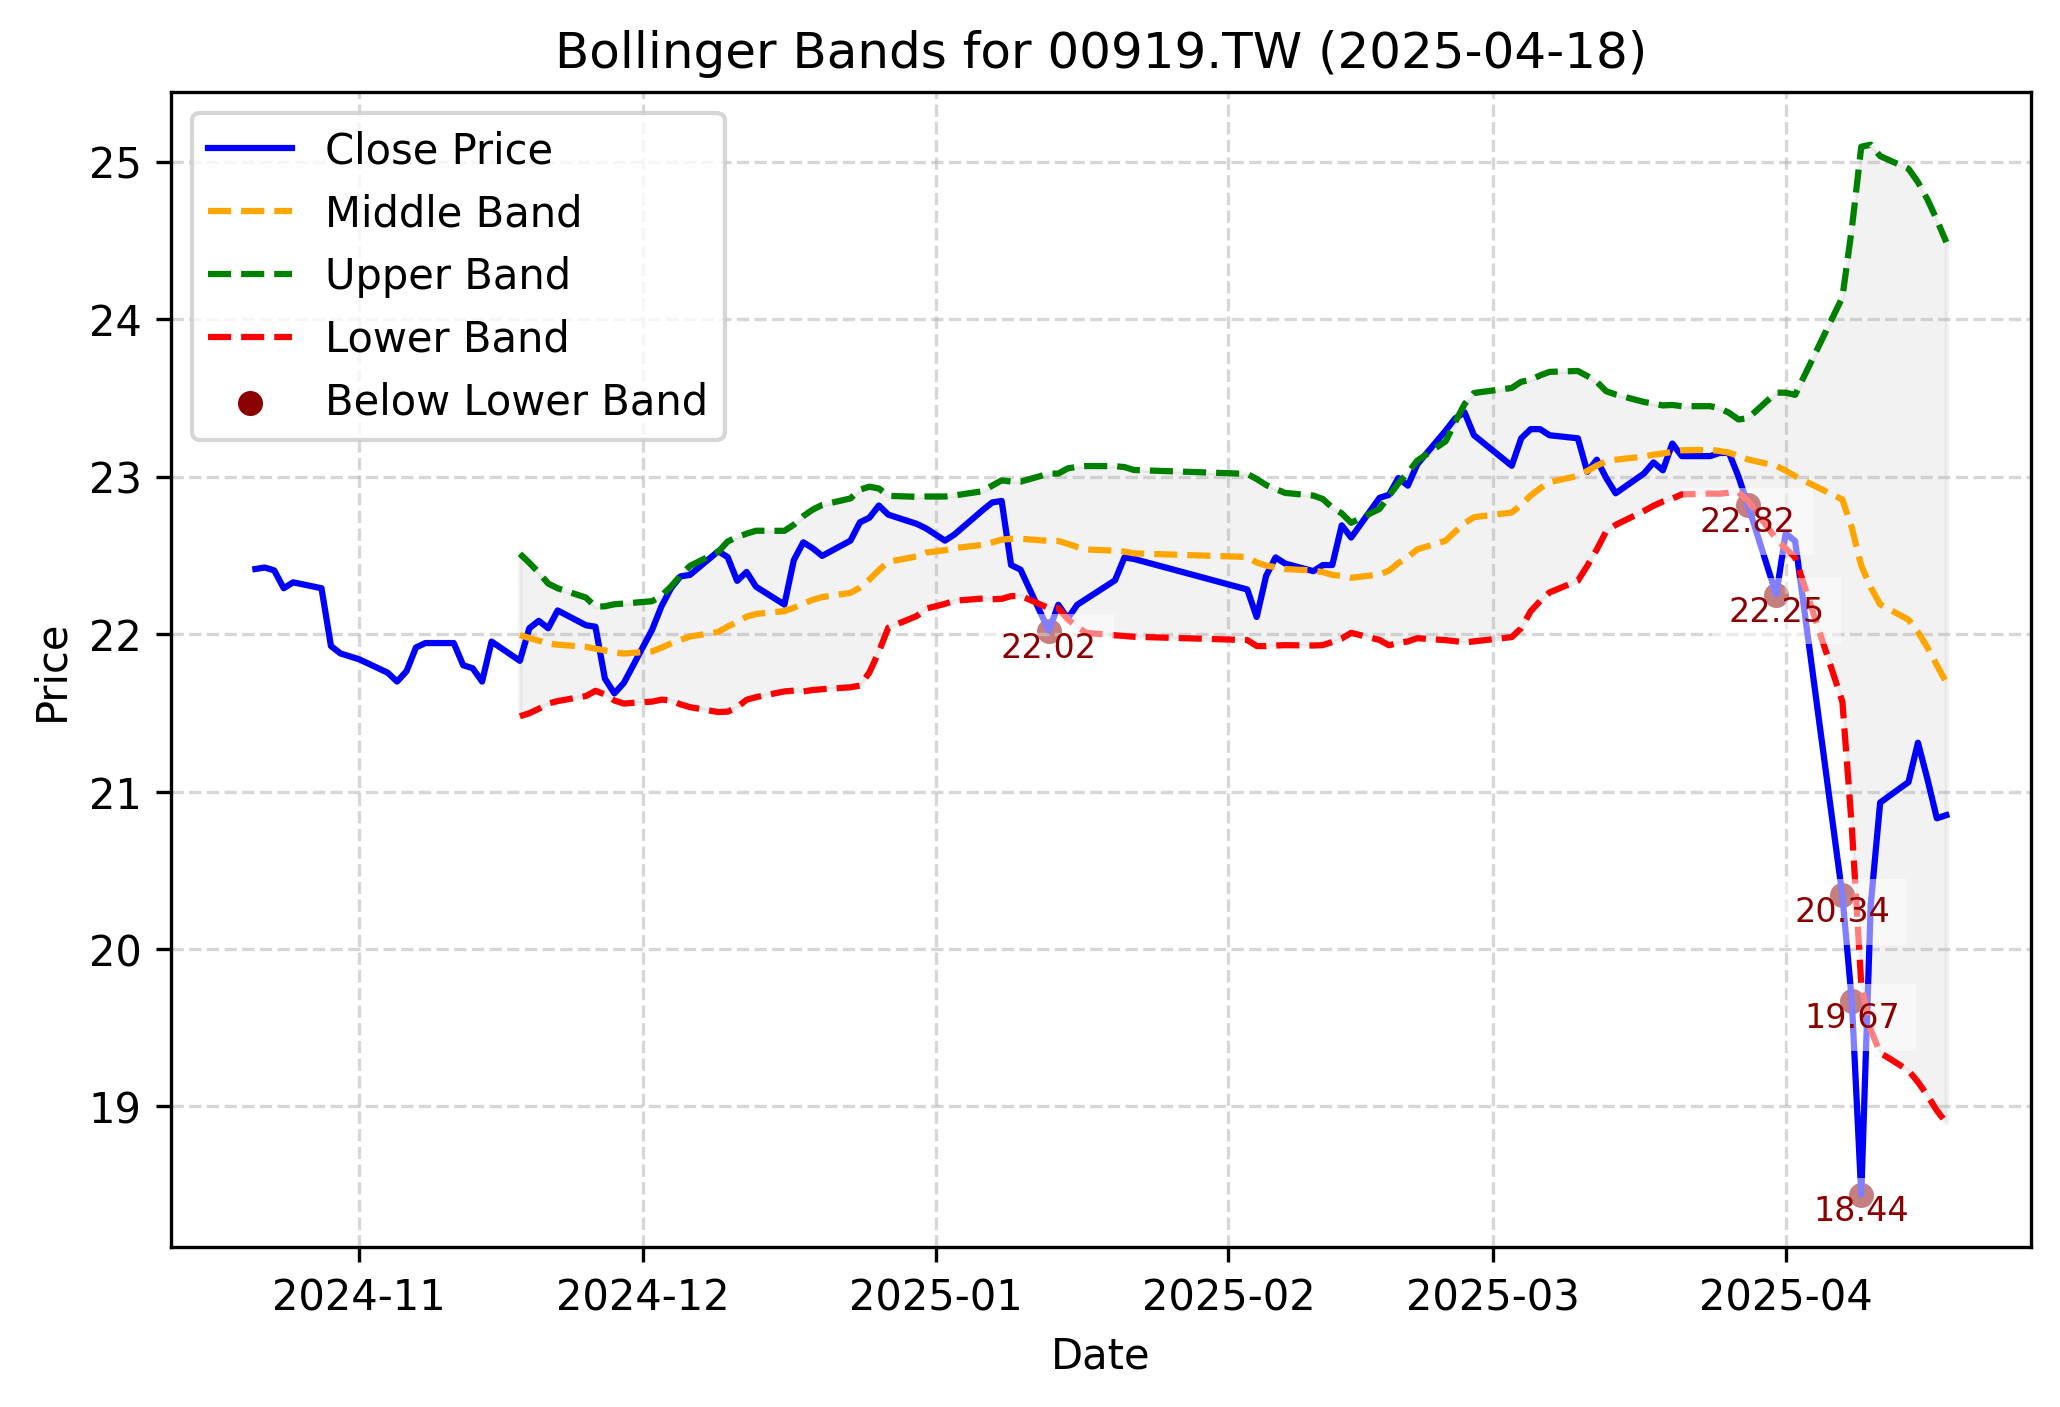 Bollinger Bands for 00919.TW (2025-04-18)
Close Price
Middle Band
Upper Band
Lower Band
Below Lower Band
25
24
23
22
21
20
19
Price
22.02
22.82
22.25
20.34
19.67
18.44
2024-11
2024-12
2025-01
2025-02
2025-03
2025-04
Date